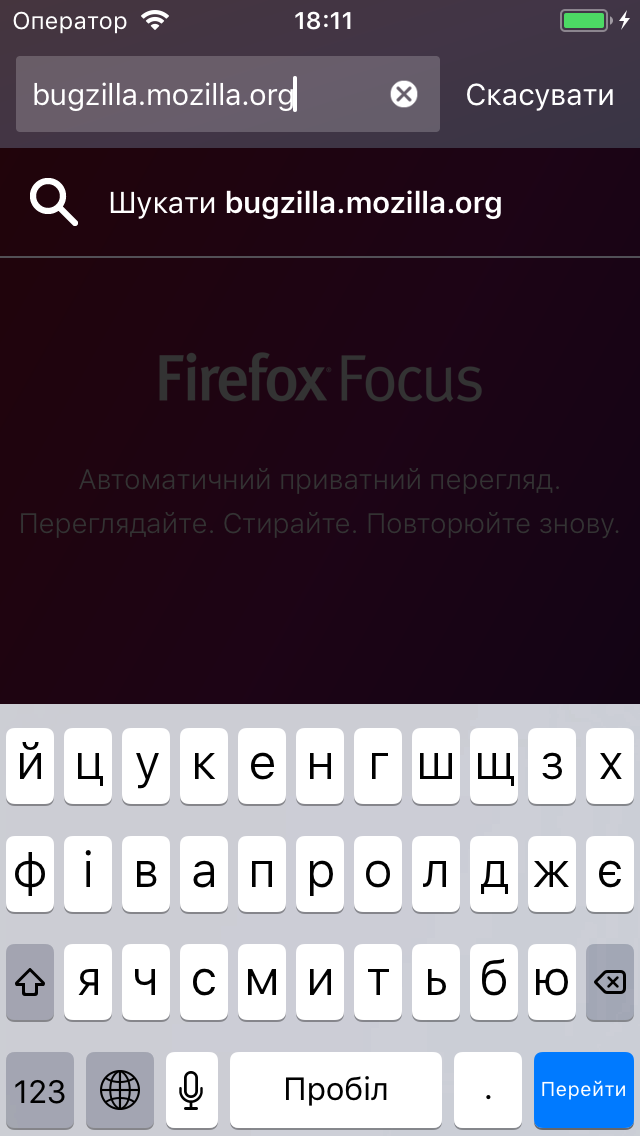 Оператор 18:11
bugzilla.mozilla.org Скасувати
Шукати bugzilla.mozilla.org
Firefox Focus
Автоматичний приватний перегляд.
Переглядайте. Стирайте. Повторюйте знову.
й ц у к е н г ш щ з х
ф і в а п р о л д ж є
я ч с м и т ь б ю
123 Пробіл . Перейти